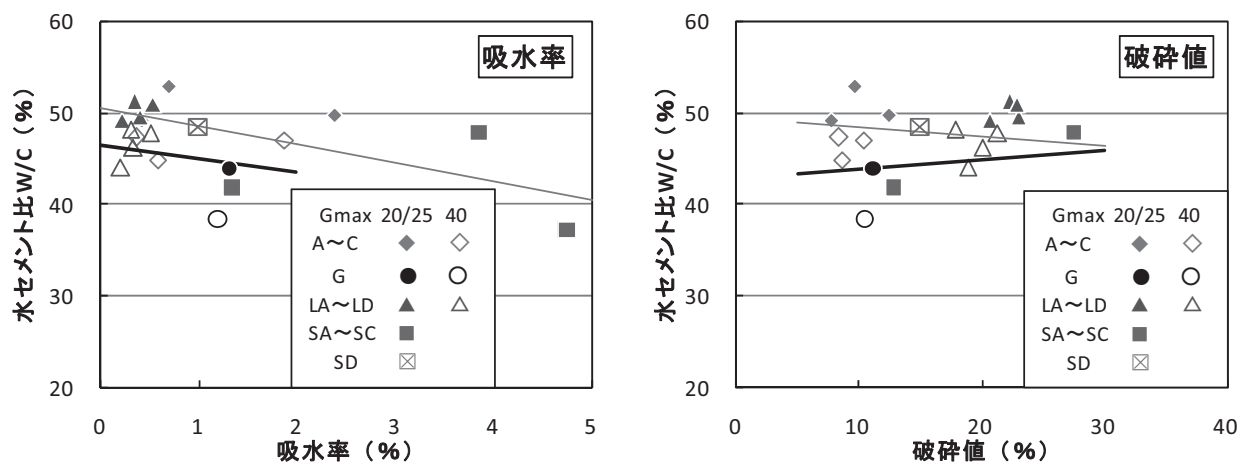 吸水率
60
50
40
30
20
水セメント比W/C（%）
0 1 2 3 4 5
吸水率（%）
Gmax 20/25 40
A～C
G
LA～LD
SA～SC
SD
破砕値
60
50
40
30
20
水セメント比W/C（%）
0 10 20 30 40
破砕値（%）
Gmax 20/25 40
A～C
G
LA～LD
SA～SC
SD